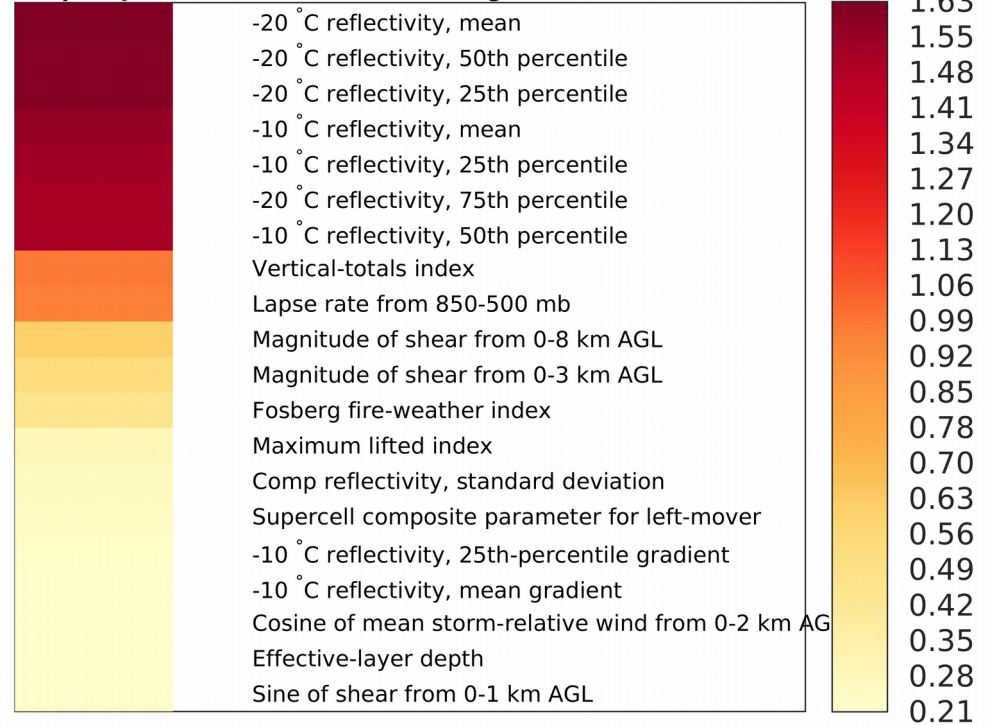 -20 °C reflectivity, mean
-20 °C reflectivity, 50th percentile
-20 °C reflectivity, 25th percentile
-10 °C reflectivity, mean
-10 °C reflectivity, 25th percentile
-20 °C reflectivity, 75th percentile
-10 °C reflectivity, 50th percentile
Vertical-totals index
Lapse rate from 850-500 mb
Magnitude of shear from 0-8 km AGL
Magnitude of shear from 0-3 km AGL
Fosberg fire-weather index
Maximum lifted index
Comp reflectivity, standard deviation
Supercell composite parameter for left-mover
-10 °C reflectivity, 25th-percentile gradient
-10 °C reflectivity, mean gradient
Cosine of mean storm-relative wind from 0-2 km AG
Effective-layer depth
Sine of shear from 0-1 km AGL
1.63
1.55
1.48
1.41
1.34
1.27
1.20
1.13
1.06
0.99
0.92
0.85
0.78
0.70
0.63
0.56
0.49
0.42
0.35
0.28
0.21